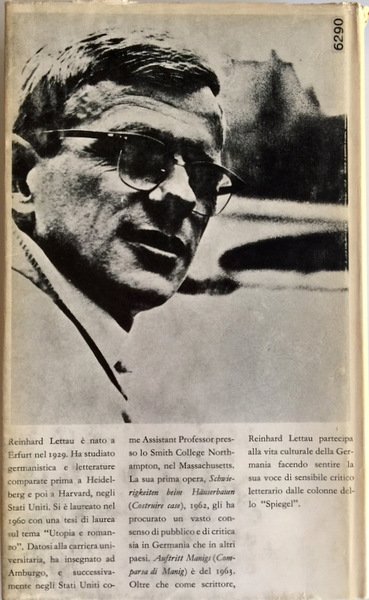 6290
Reinhard Lettau è nato a
Erfurt nel 1929. Ha studiato
germanistica e letterature
comparate prima a Heidel-
berg e poi a Harvard, negli
Stati Uniti. Si è laureato nel
1960 con una tesi di laurea
sul tema "Utopia e roman-
zo". Datosi alla carriera uni-
versitaria, ha insegnato ad
Amburgo, e successiva-
mente negli Stati Uniti co-
me Assistant Professor pres-
so lo Smith College North-
ampton, nel Massachusetts.
La sua prima opera, Schwie-
rigkeiten beim Häuserbauen
(Costruire case), 1962, gli ha
procurato un vasto con-
senso di pubblico e di critica
sia in Germania che in altri
paesi. Auftritt Manigs (Com-
parsa di Manig) è del 1963.
Oltre che come scrittore,
Reinhard Lettau partecipa
alla vita culturale della Ger-
mania facendo sentire la
sua voce di sensibile critico
letterario dalle colonne del-
lo "Spiegel".